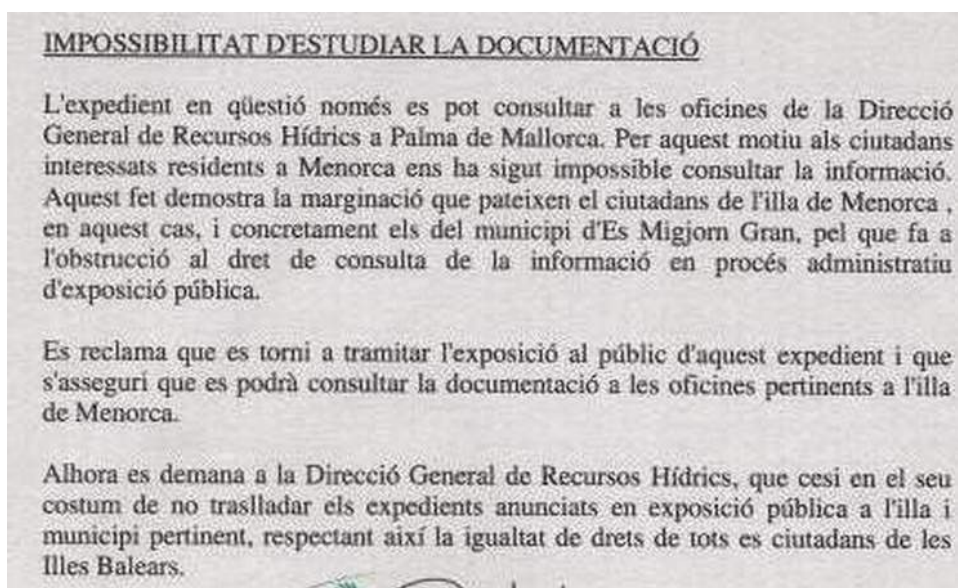 IMPOSSIBILITAT D'ESTUDIAR LA DOCUMENTACIÓ
L'expedient en qüestió només es pot consultar a les oficines de la Direcció
General de Recursos Hídrics a Palma de Mallorca. Per aquest motiu als ciutadans
interessats residents a Menorca ens ha sigut impossible consultar la informació.
Aquest fet demostra la marginació que pateixen el ciutadans de l'illa de Menorca ,
en aquest cas, i concretament els del municipi d'Es Migjorn Gran, pel que fa a
l'obstrucció al dret de consulta de la informació en procés administratiu
d'exposició pública.
Es reclama que es torni a tramitar l'exposició al públic d'aquest expedient i que
s'asseguri que es podrà consultar la documentació a les oficines pertinents a l'illa
de Menorca.
Alhora es demana a la Direcció General de Recursos Hídrics, que cesi en el seu
costum de no traslladar els expedients anunciats en exposició pública a l'illa i
municipi pertinent, respectant així la igualtat de drets de tots es ciutadans de les
Illes Balears.